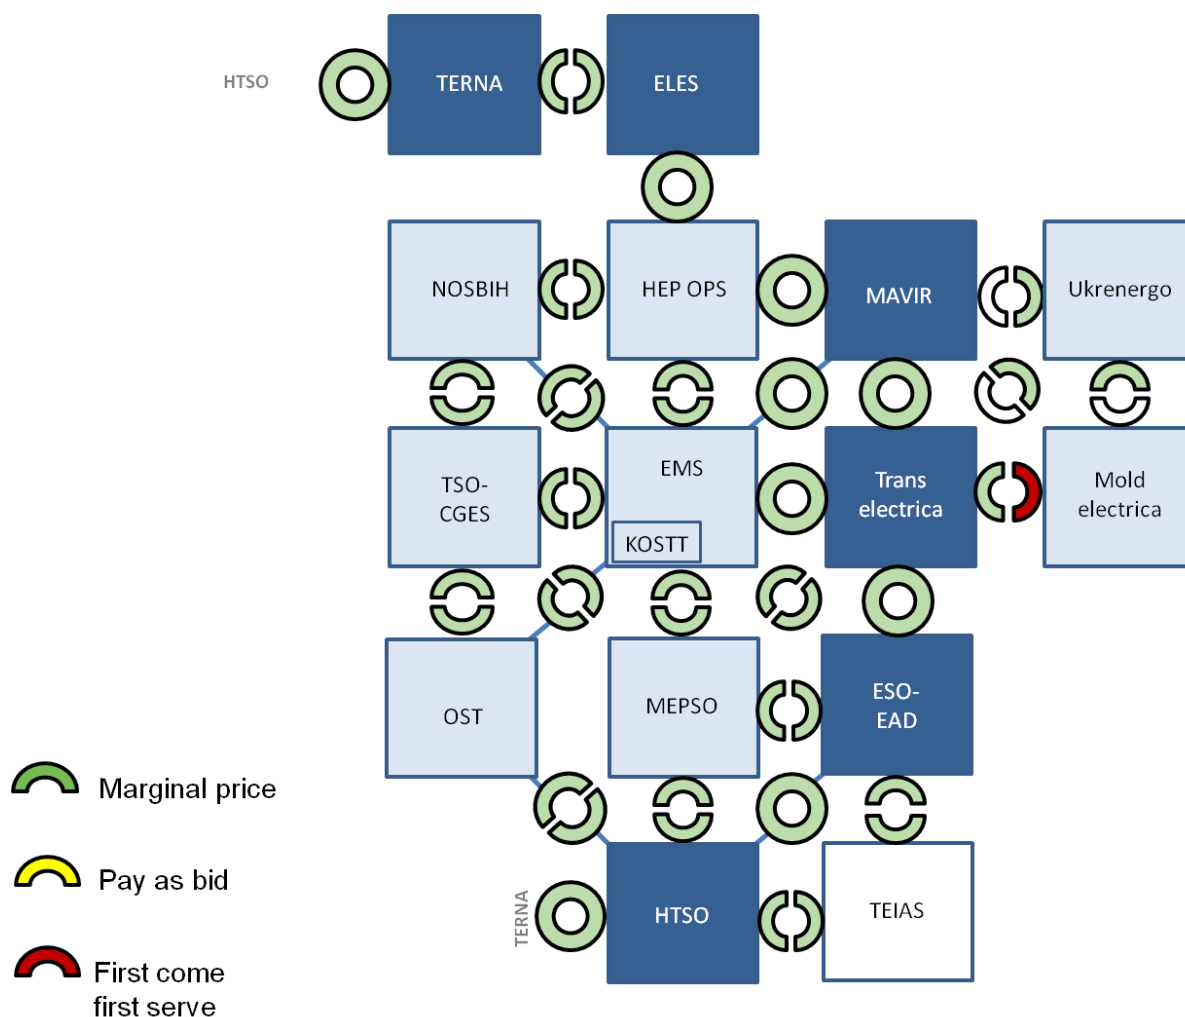 HTSO
TERNA
ELES
NOSBIH
HEP OPS
MAVIR
Ukrenergo
TSO-
CGES
EMS
KOSTT
Trans
electrica
Mold
electrica
OST
MEPSO
ESO-
EAD
Marginal price
Pay as bid
First come
first serve
TERNA
HTSO
TEIAS